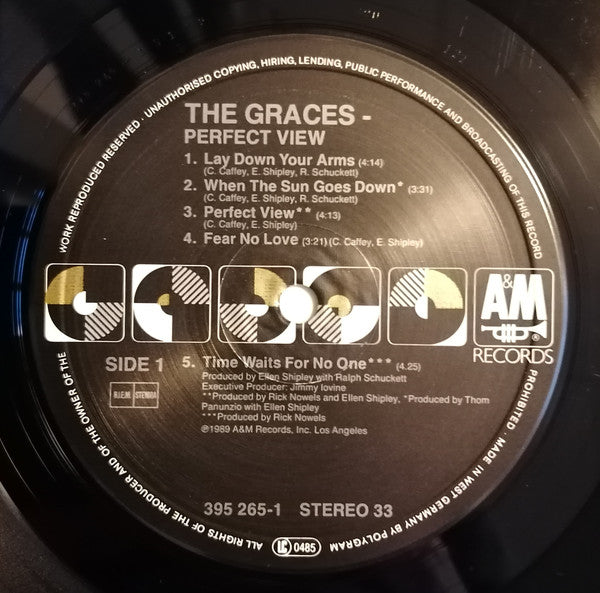 WORK REPRODUCED RESERVED · UNAUTHORISED COPYING, HIRING, LENDING, PUBLIC PERFORMANCE AND BROADCASTING OF THIS RECORD
THE GRACES -
PERFECT VIEW
1. Lay Down Your Arms (4:14)
(C. Caffey, E. Shipley, R. Schuckett)
2. When The Sun Goes Down* (3:31)
(C. Caffey, E. Shipley, R. Schuckett)
3. Perfect View** (4:13)
(C. Caffey, E. Shipley)
4. Fear No Love (3:21) (C. Caffey, E. Shipley)
A&M
®
RECORDS
SIDE 1
5. Time Waits For No One*** (4.25)
Produced by Ellen Shipley with Ralph Schuckett
Executive Producer: Jimmy Iovine
**Produced by Rick Nowels and Ellen Shipley, *Produced by Thom
Panunzio with Ellen Shipley
***Produced by Rick Nowels
℗1989 A&M Records, Inc. Los Angeles
B.I.E.M. STEMRA
395 265-1 STEREO 33
LC 0485
ALL RIGHTS OF THE PRODUCER AND OF THE OWNER OF THE
PROHIBITED · MADE IN WEST GERMANY BY POLYGRAM